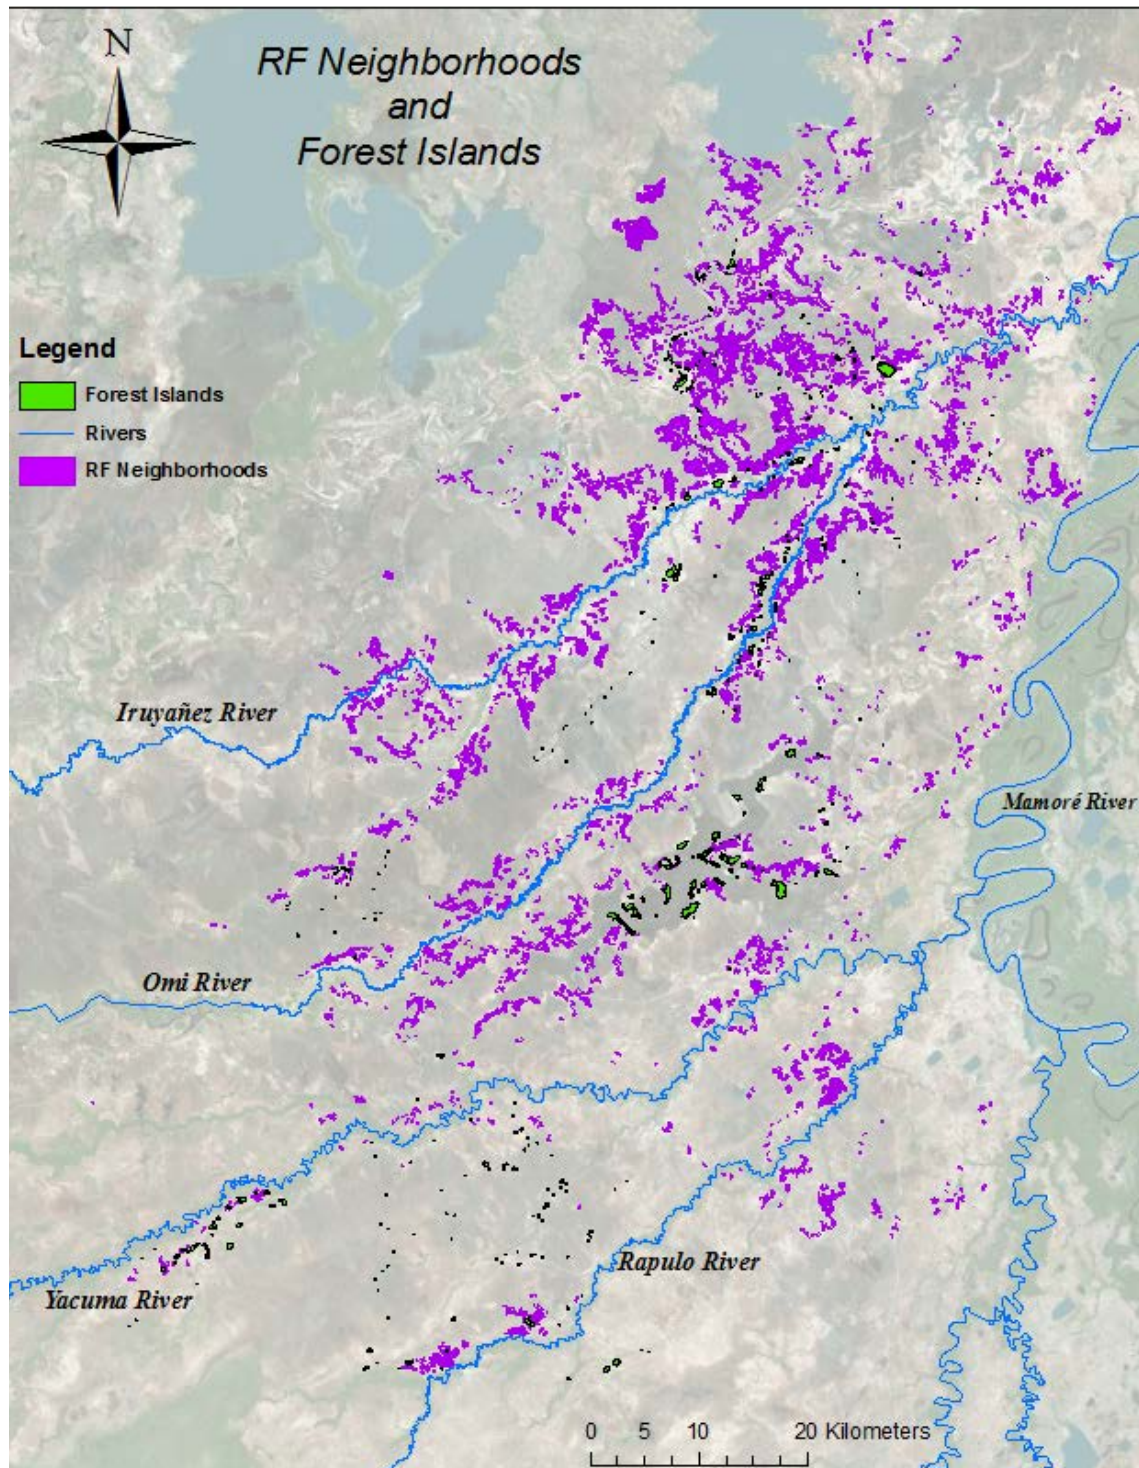 N
RF Neighborhoods
and
Forest Islands
Legend
Forest Islands
Rivers
RF Neighborhoods
Iruyañez River
Mamoré River
Omi River
Rapulo River
Yacuma River
0 5 10 20 Kilometers